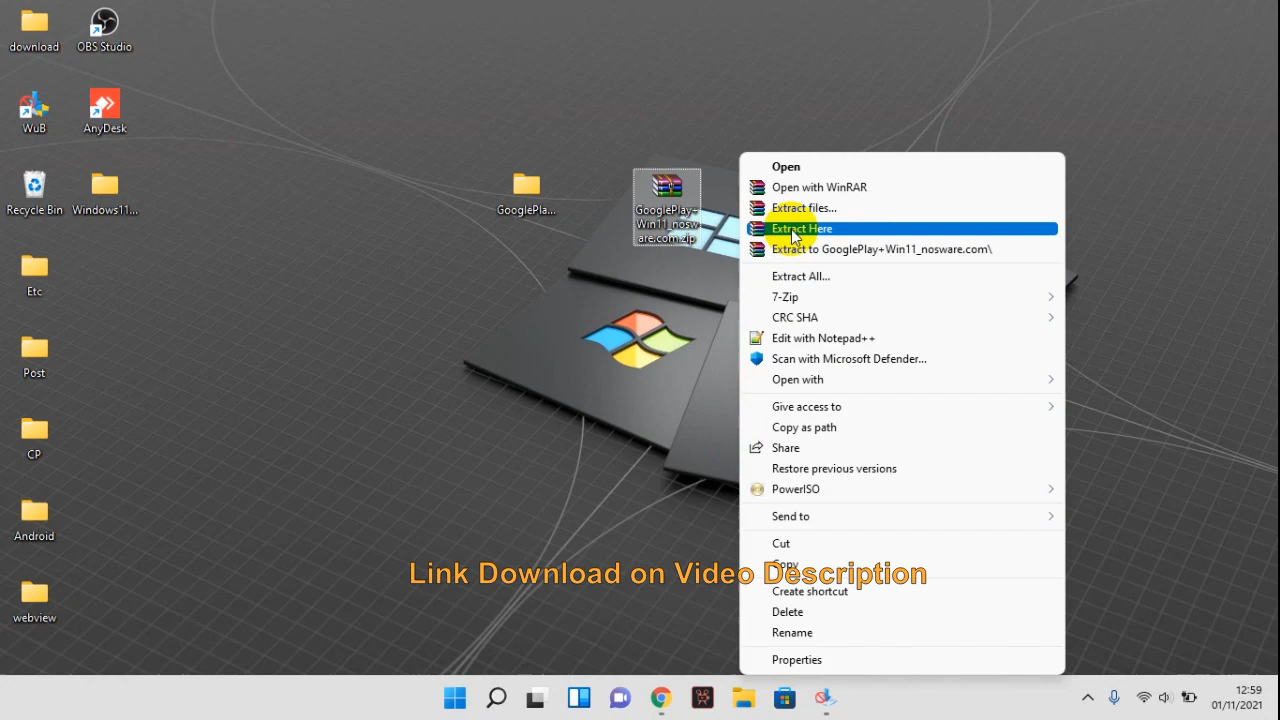 download
OBS Studio
WuB
AnyDesk
Recycle Bin
Windows11...
Etc
Post
CP
Android
webview
GooglePla...
GooglePlay+
Win11_nosw
are.com.zip
Open
Open with WinRAR
Extract files...
Extract Here
Extract to GooglePlay+Win11_nosware.com\
Extract All...
7-Zip
CRC SHA
Edit with Notepad++
Scan with Microsoft Defender...
Open with
Give access to
Copy as path
Share
Restore previous versions
PowerISO
Send to
Cut
Copy
Link Download on Video Description
Create shortcut
Delete
Rename
Properties
12:59
01/11/2021